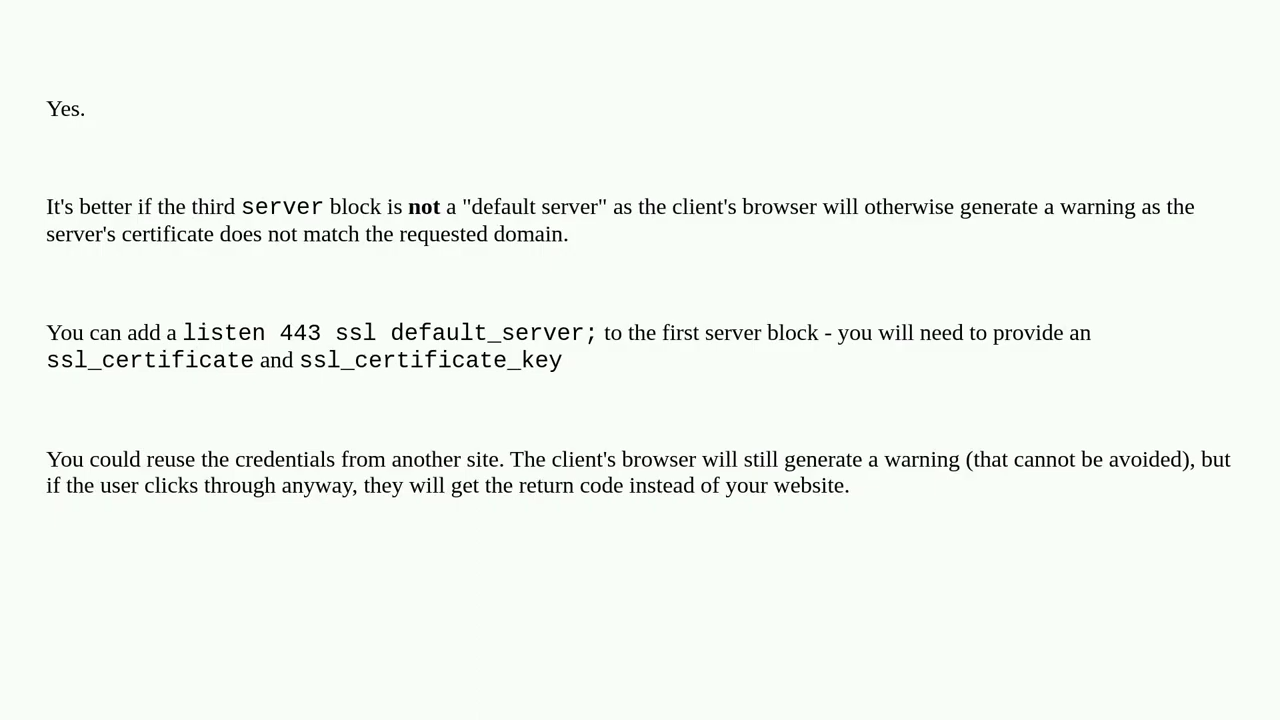 Yes.
It's better if the third server block is not a "default server" as the client's browser will otherwise generate a warning as the
server's certificate does not match the requested domain.
You can add a listen 443 ssl default_server; to the first server block - you will need to provide an
ssl_certificate and ssl_certificate_key
You could reuse the credentials from another site. The client's browser will still generate a warning (that cannot be avoided), but
if the user clicks through anyway, they will get the return code instead of your website.